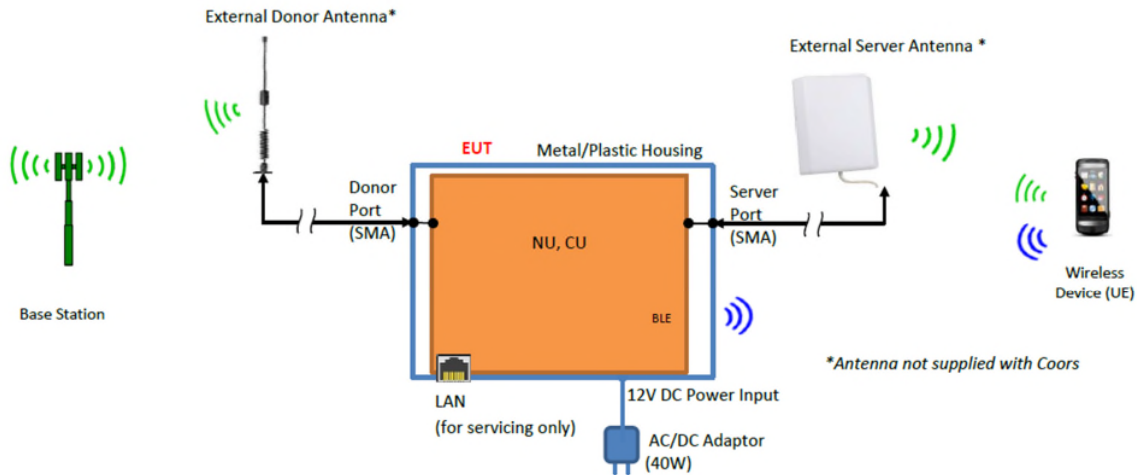 External Donor Antenna*
External Server Antenna *
EUT
Metal/Plastic Housing
Donor
Port
(SMA)
Server
Port
(SMA)
NU, CU
BLE
Base Station
Wireless
Device (UE)
*Antenna not supplied with Coors
LAN
(for servicing only)
12V DC Power Input
AC/DC Adaptor
(40W)